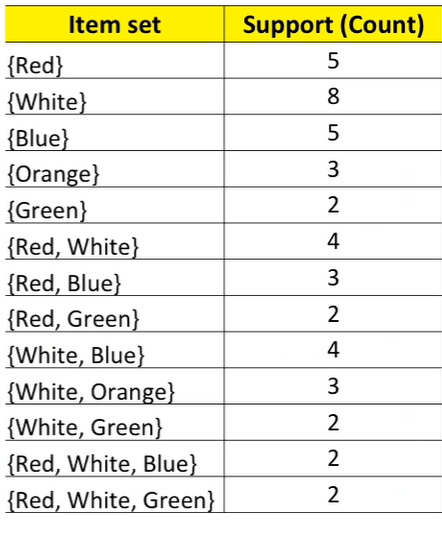 Item set Support (Count)
{Red} 5
{White} 8
{Blue} 5
{Orange} 3
{Green} 2
{Red, White} 4
{Red, Blue} 3
{Red, Green} 2
{White, Blue} 4
{White, Orange} 3
{White, Green} 2
{Red, White, Blue} 2
{Red, White, Green} 2